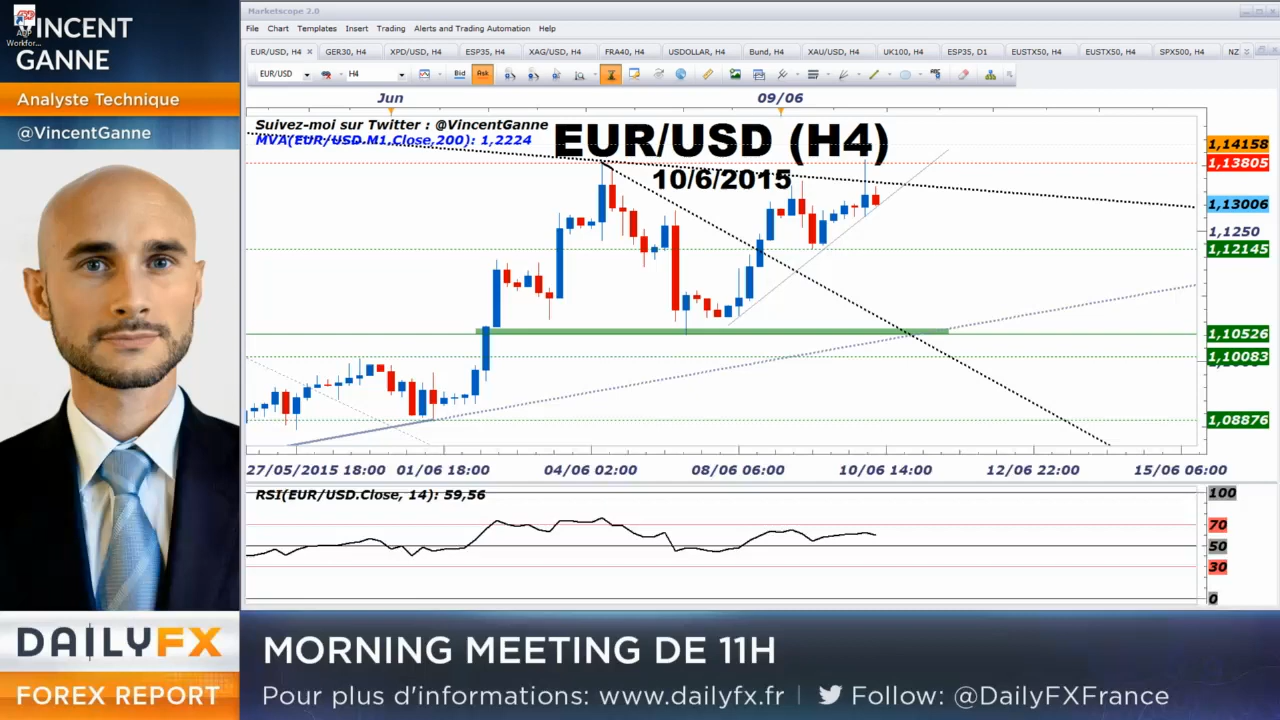 VINCENT
GANNE
Analyste Technique
@VincentGanne
Marketscope 2.0
File Chart Templates Insert Trading Alerts and Trading Automation Help
EUR/USD, H4 GER30, H4 XPD/USD, H4 ESP35, H4 XAG/USD, H4 FRA40, H4 USDOLLAR, H4 Bund, H4 XAU/USD, H4 UK100, H4 ESP35, D1 EUSTX50, H4 EUSTX50, H4 SPX500, H4 NZ
EUR/USD H4 Bid Ask
Jun 09/06
Suivez-moi sur Twitter : @VincentGanne
MVA(EUR/USD.M1,Close,200): 1,2224
EUR/USD (H4)
10/6/2015
1,14158
1,13805
1,13006
1,1250
1,12145
1,10526
1,10083
1,08876
27/05/2015 18:00 01/06 18:00 04/06 02:00 08/06 06:00 10/06 14:00 12/06 22:00 15/06 06:00
RSI(EUR/USD.Close, 14): 59,56
100
70
50
30
0
DAILYFX
FOREX REPORT
MORNING MEETING DE 11H
Pour plus d'informations: www.dailyfx.fr | Follow: @DailyFXFrance